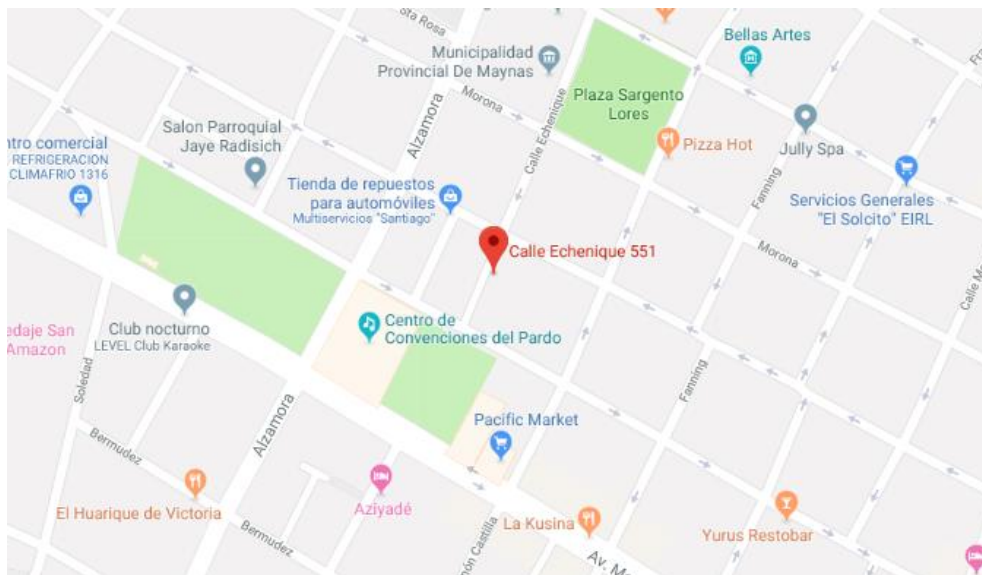 sta Rosa
Bellas Artes
Municipalidad
Provincial De Maynas
Morona
Calle Echenique
Plaza Sargento
Lores
Pizza Hot
Jully Spa
Salon Parroquial
Jaye Radisich
Alzamora
ntro comercial
REFRIGERACION
CLIMAFRIO 1316
Tienda de repuestos
para automóviles
Multiservicios "Santiago"
Fanning
Servicios Generales
"El Solcito" EIRL
Calle Echenique 551
Morona
Club nocturno
LEVEL Club Karaoke
Centro de
Convenciones del Pardo
edaje San
Amazon
Soledad
Alzamora
Fanning
Pacific Market
Bermudez
El Huarique de Victoria
Aziyadé
Bermudez
La Kusina
Yurus Restobar
món Castilla